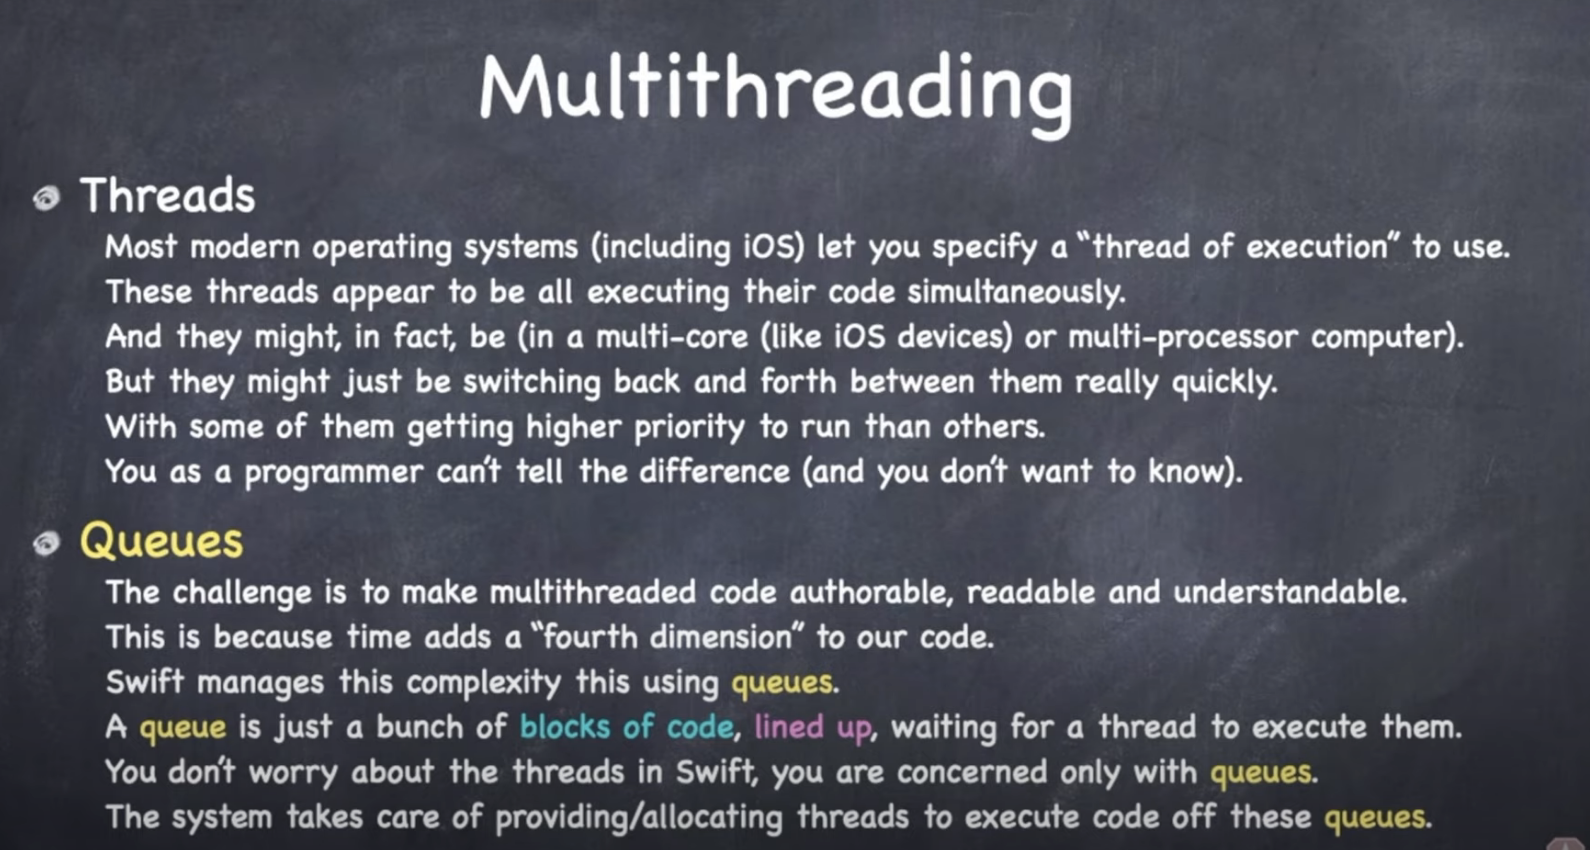 Multithreading
Threads
Most modern operating systems (including iOS) let you specify a “thread of execution” to use.
These threads appear to be all executing their code simultaneously.
And they might, in fact, be (in a multi-core (like iOS devices) or multi-processor computer).
But they might just be switching back and forth between them really quickly.
With some of them getting higher priority to run than others.
You as a programmer can’t tell the difference (and you don’t want to know).
Queues
The challenge is to make multithreaded code authorable, readable and understandable.
This is because time adds a “fourth dimension” to our code.
Swift manages this complexity this using queues.
A queue is just a bunch of blocks of code, lined up, waiting for a thread to execute them.
You don’t worry about the threads in Swift, you are concerned only with queues.
The system takes care of providing/allocating threads to execute code off these queues.